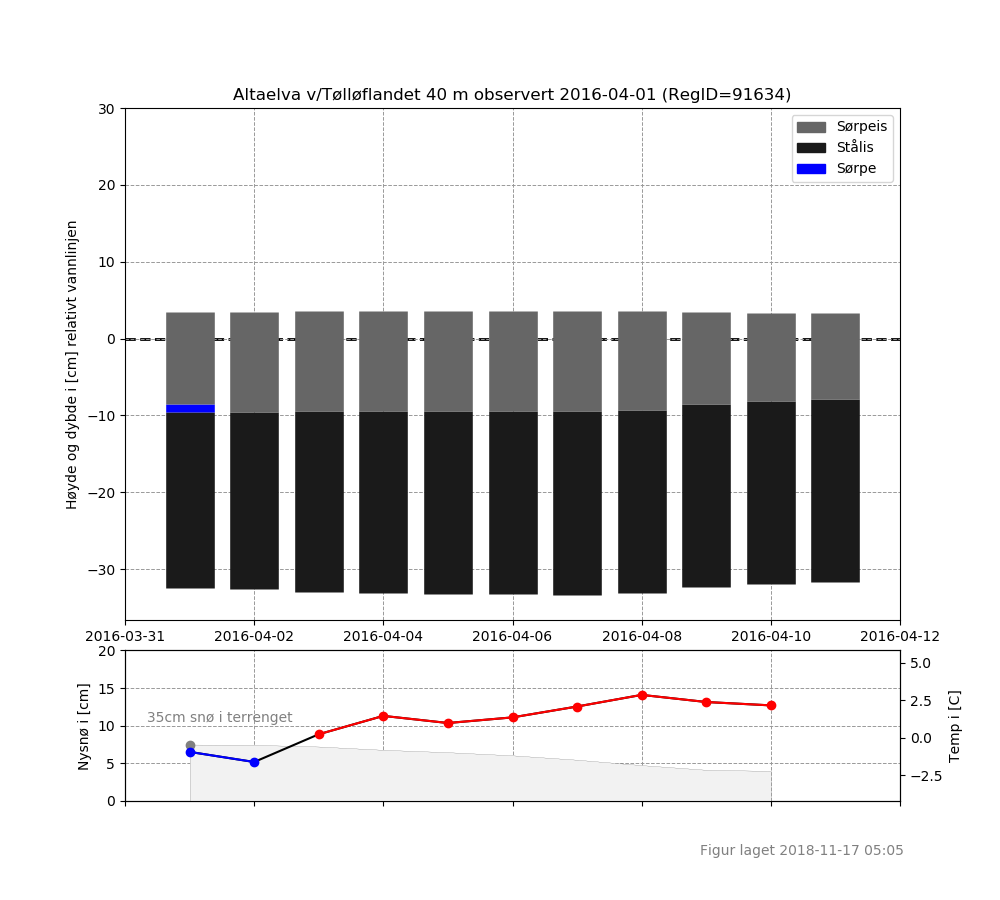 Altaelva v/Tølløflandet 40 m observert 2016-04-01 (RegID=91634)
Sørpeis
Stålis
Sørpe
Høyde og dybde i [cm] relativt vannlinjen
30
20
10
0
−10
−20
−30
2016-03-31 2016-04-02 2016-04-04 2016-04-06 2016-04-08 2016-04-10 2016-04-12
Nysnø i [cm]
20
15
10
5
0
35cm snø i terrenget
5.0
2.5
0.0
−2.5
Temp i [C]
Figur laget 2018-11-17 05:05